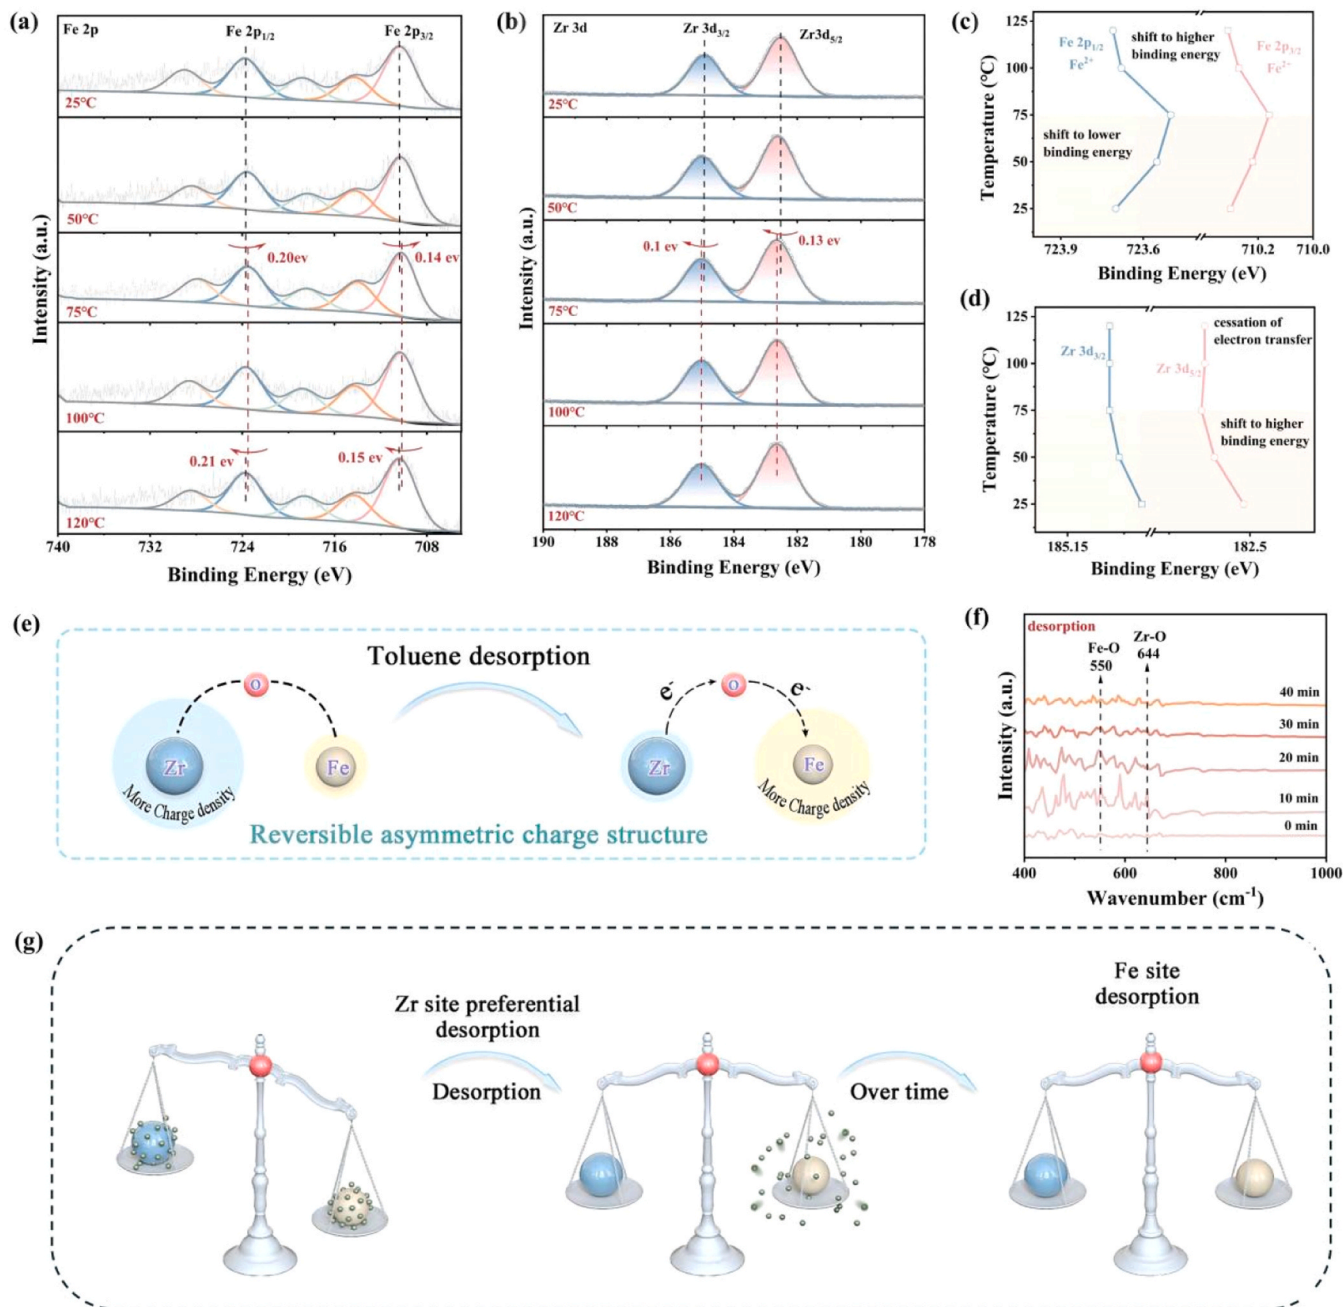 (a)
Fe 2p
Fe 2p1/2
Fe 2p3/2
25°C
50°C
0.20ev
0.14 ev
75°C
100°C
0.21 ev
0.15 ev
120°C
740
732
724
716
708
Binding Energy (eV)
Intensity (a.u.)
(b)
Zr 3d
Zr 3d3/2
Zr3d5/2
25°C
50°C
0.1 ev
0.13 ev
75°C
100°C
120°C
190
188
186
184
182
180
178
Binding Energy (eV)
Intensity (a.u.)
(c)
125
100
75
50
25
Temperature (°C)
Fe 2p1/2
Fe2+
shift to higher
binding energy
Fe 2p3/2
Fe2+
shift to lower
binding energy
723.9
723.6
710.2
710.0
Binding Energy (eV)
(d)
125
100
75
50
25
Temperature (°C)
cessation of
electron transfer
Zr 3d3/2
Zr 3d5/2
shift to higher
binding energy
185.15
182.5
Binding Energy (eV)
(e)
Toluene desorption
O
Zr
Fe
More Charge density
e-
O
e-
Zr
Fe
More Charge density
Reversible asymmetric charge structure
(f)
desorption
Fe-O
550
Zr-O
644
40 min
30 min
20 min
10 min
0 min
Intensity (a.u.)
400
600
800
1000
Wavenumber (cm-1)
(g)
Zr site preferential
desorption
Desorption
Over time
Fe site
desorption